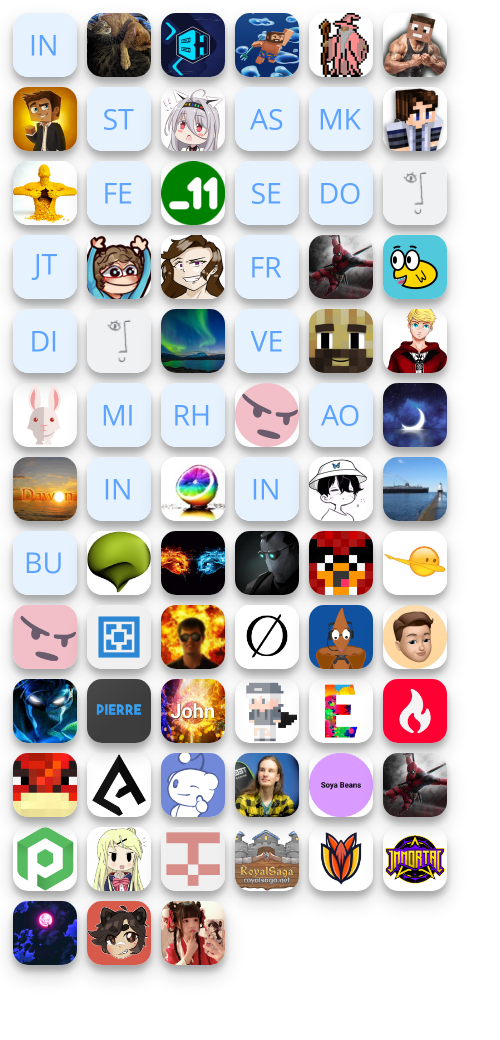 IN
ST
AS
MK
FE
_11
SE
DO
JT
FR
DI
VE
MI
RH
AO
Dawn
IN
IN
BU
PIERRE
John
E
Soya Beans
RoyalSaga
royalsaga.net
IMMORTAL